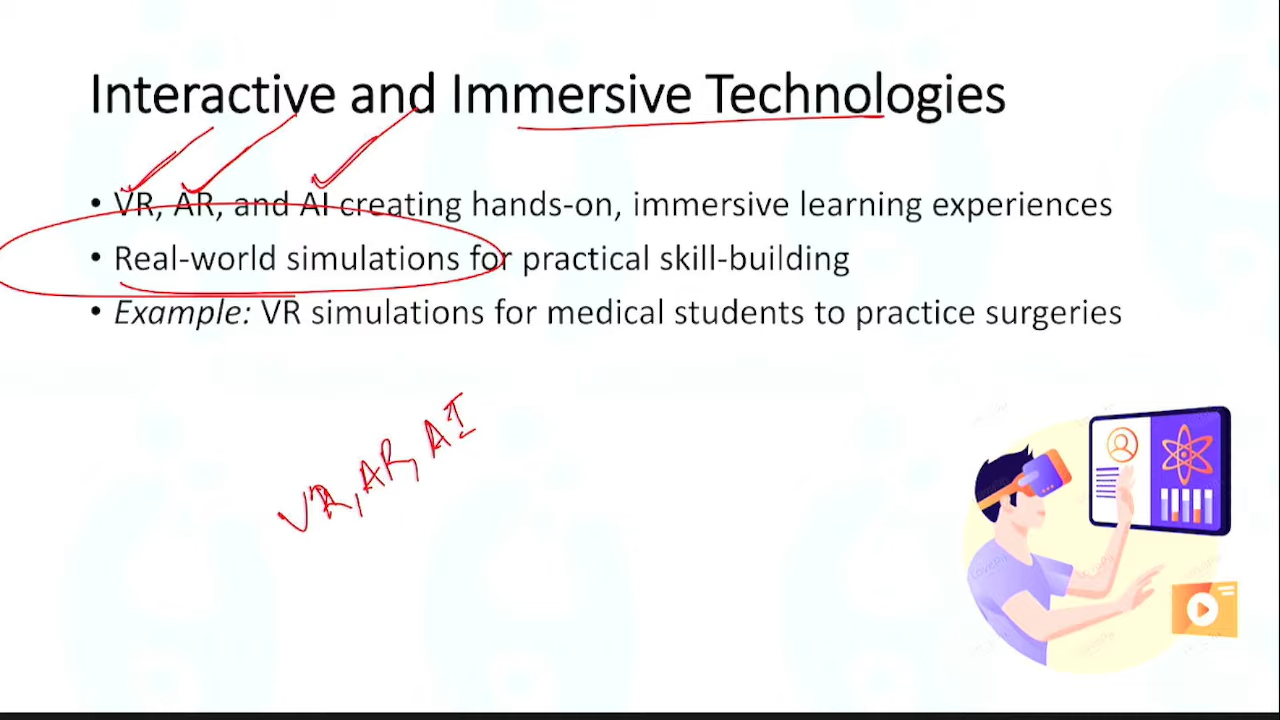 Interactive and Immersive Technologies
• VR, AR, and AI creating hands-on, immersive learning experiences
• Real-world simulations for practical skill-building
• Example: VR simulations for medical students to practice surgeries
VR, AR, AI